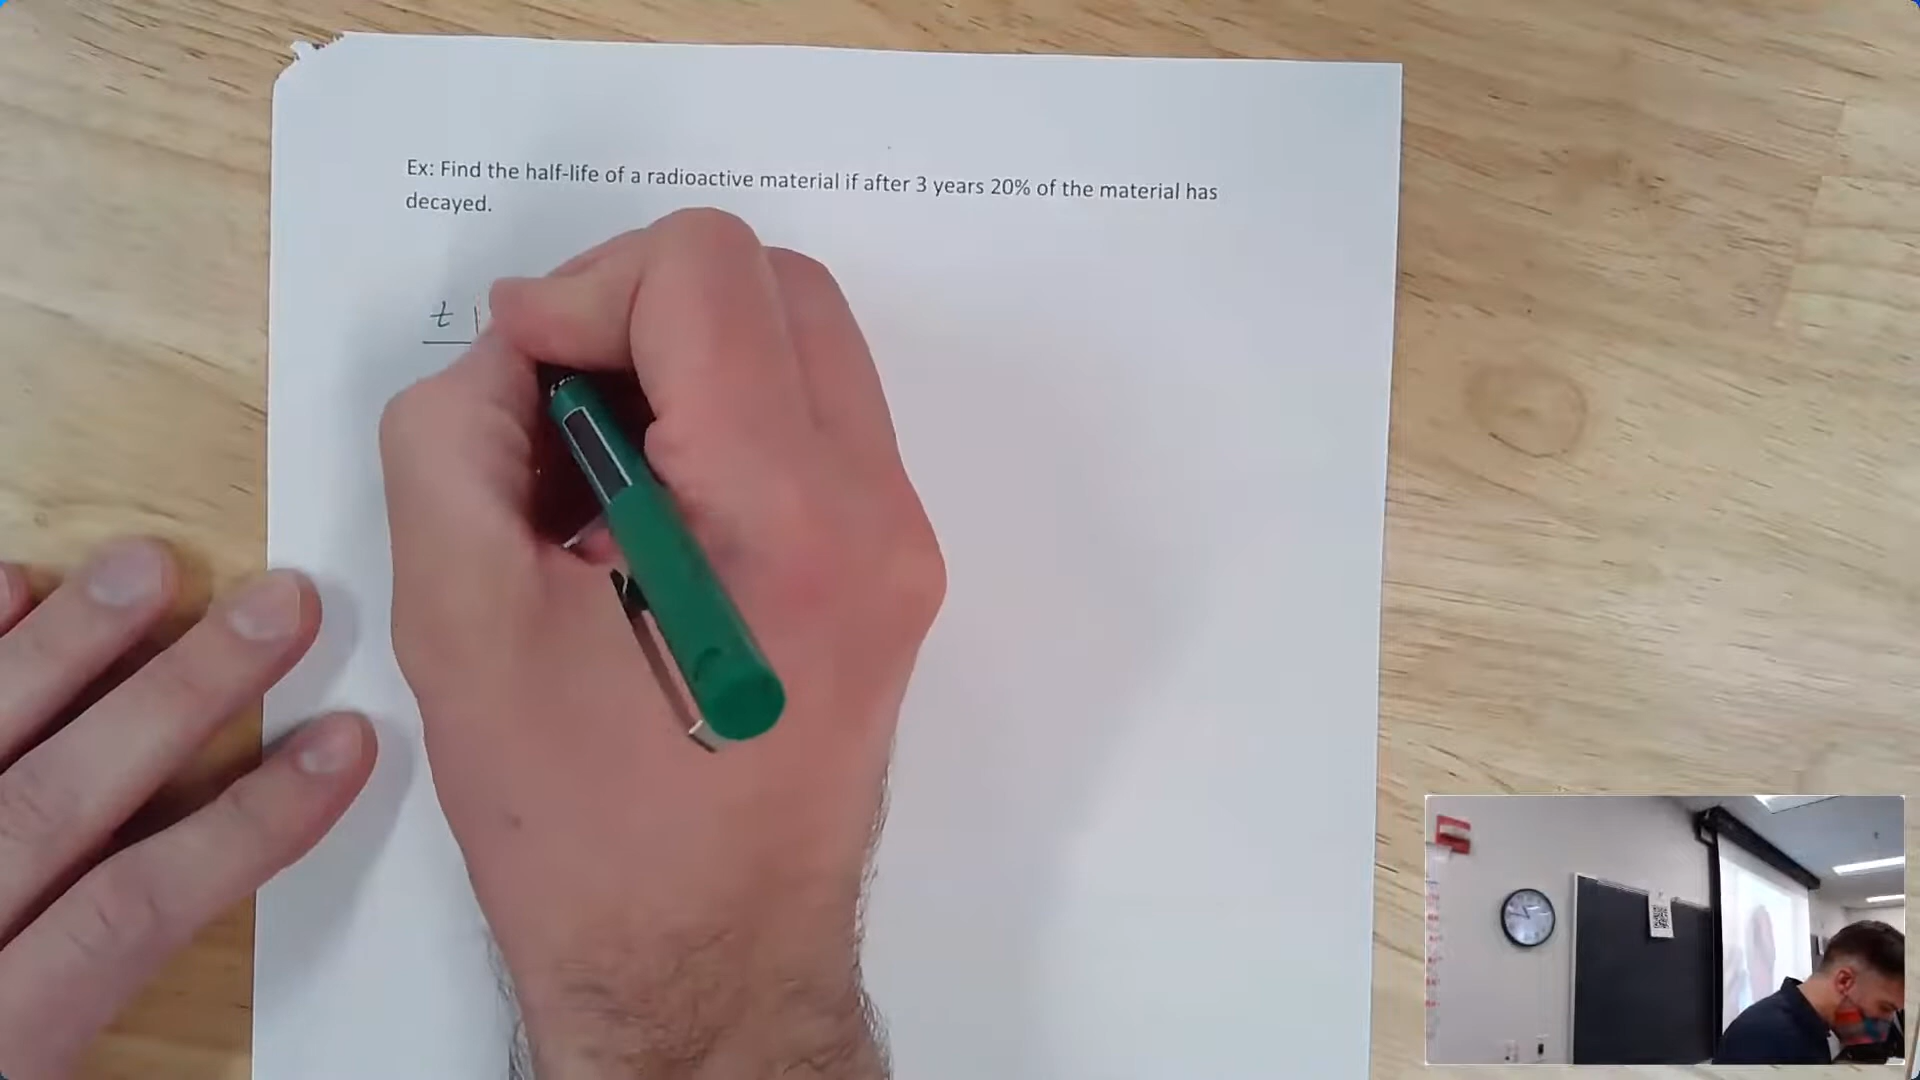 Ex: Find the half-life of a radioactive material if after 3 years 20% of the material has
decayed.
t